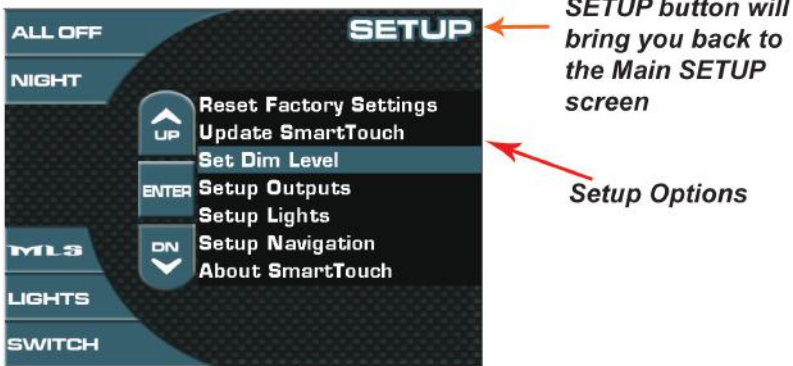 ALL OFF
SETUP
NIGHT
UP
ENTER
DN
Reset Factory Settings
Update SmartTouch
Set Dim Level
Setup Outputs
Setup Lights
Setup Navigation
About SmartTouch
MLS
LIGHTS
SWITCH
SETUP button will
bring you back to
the Main SETUP
screen
Setup Options